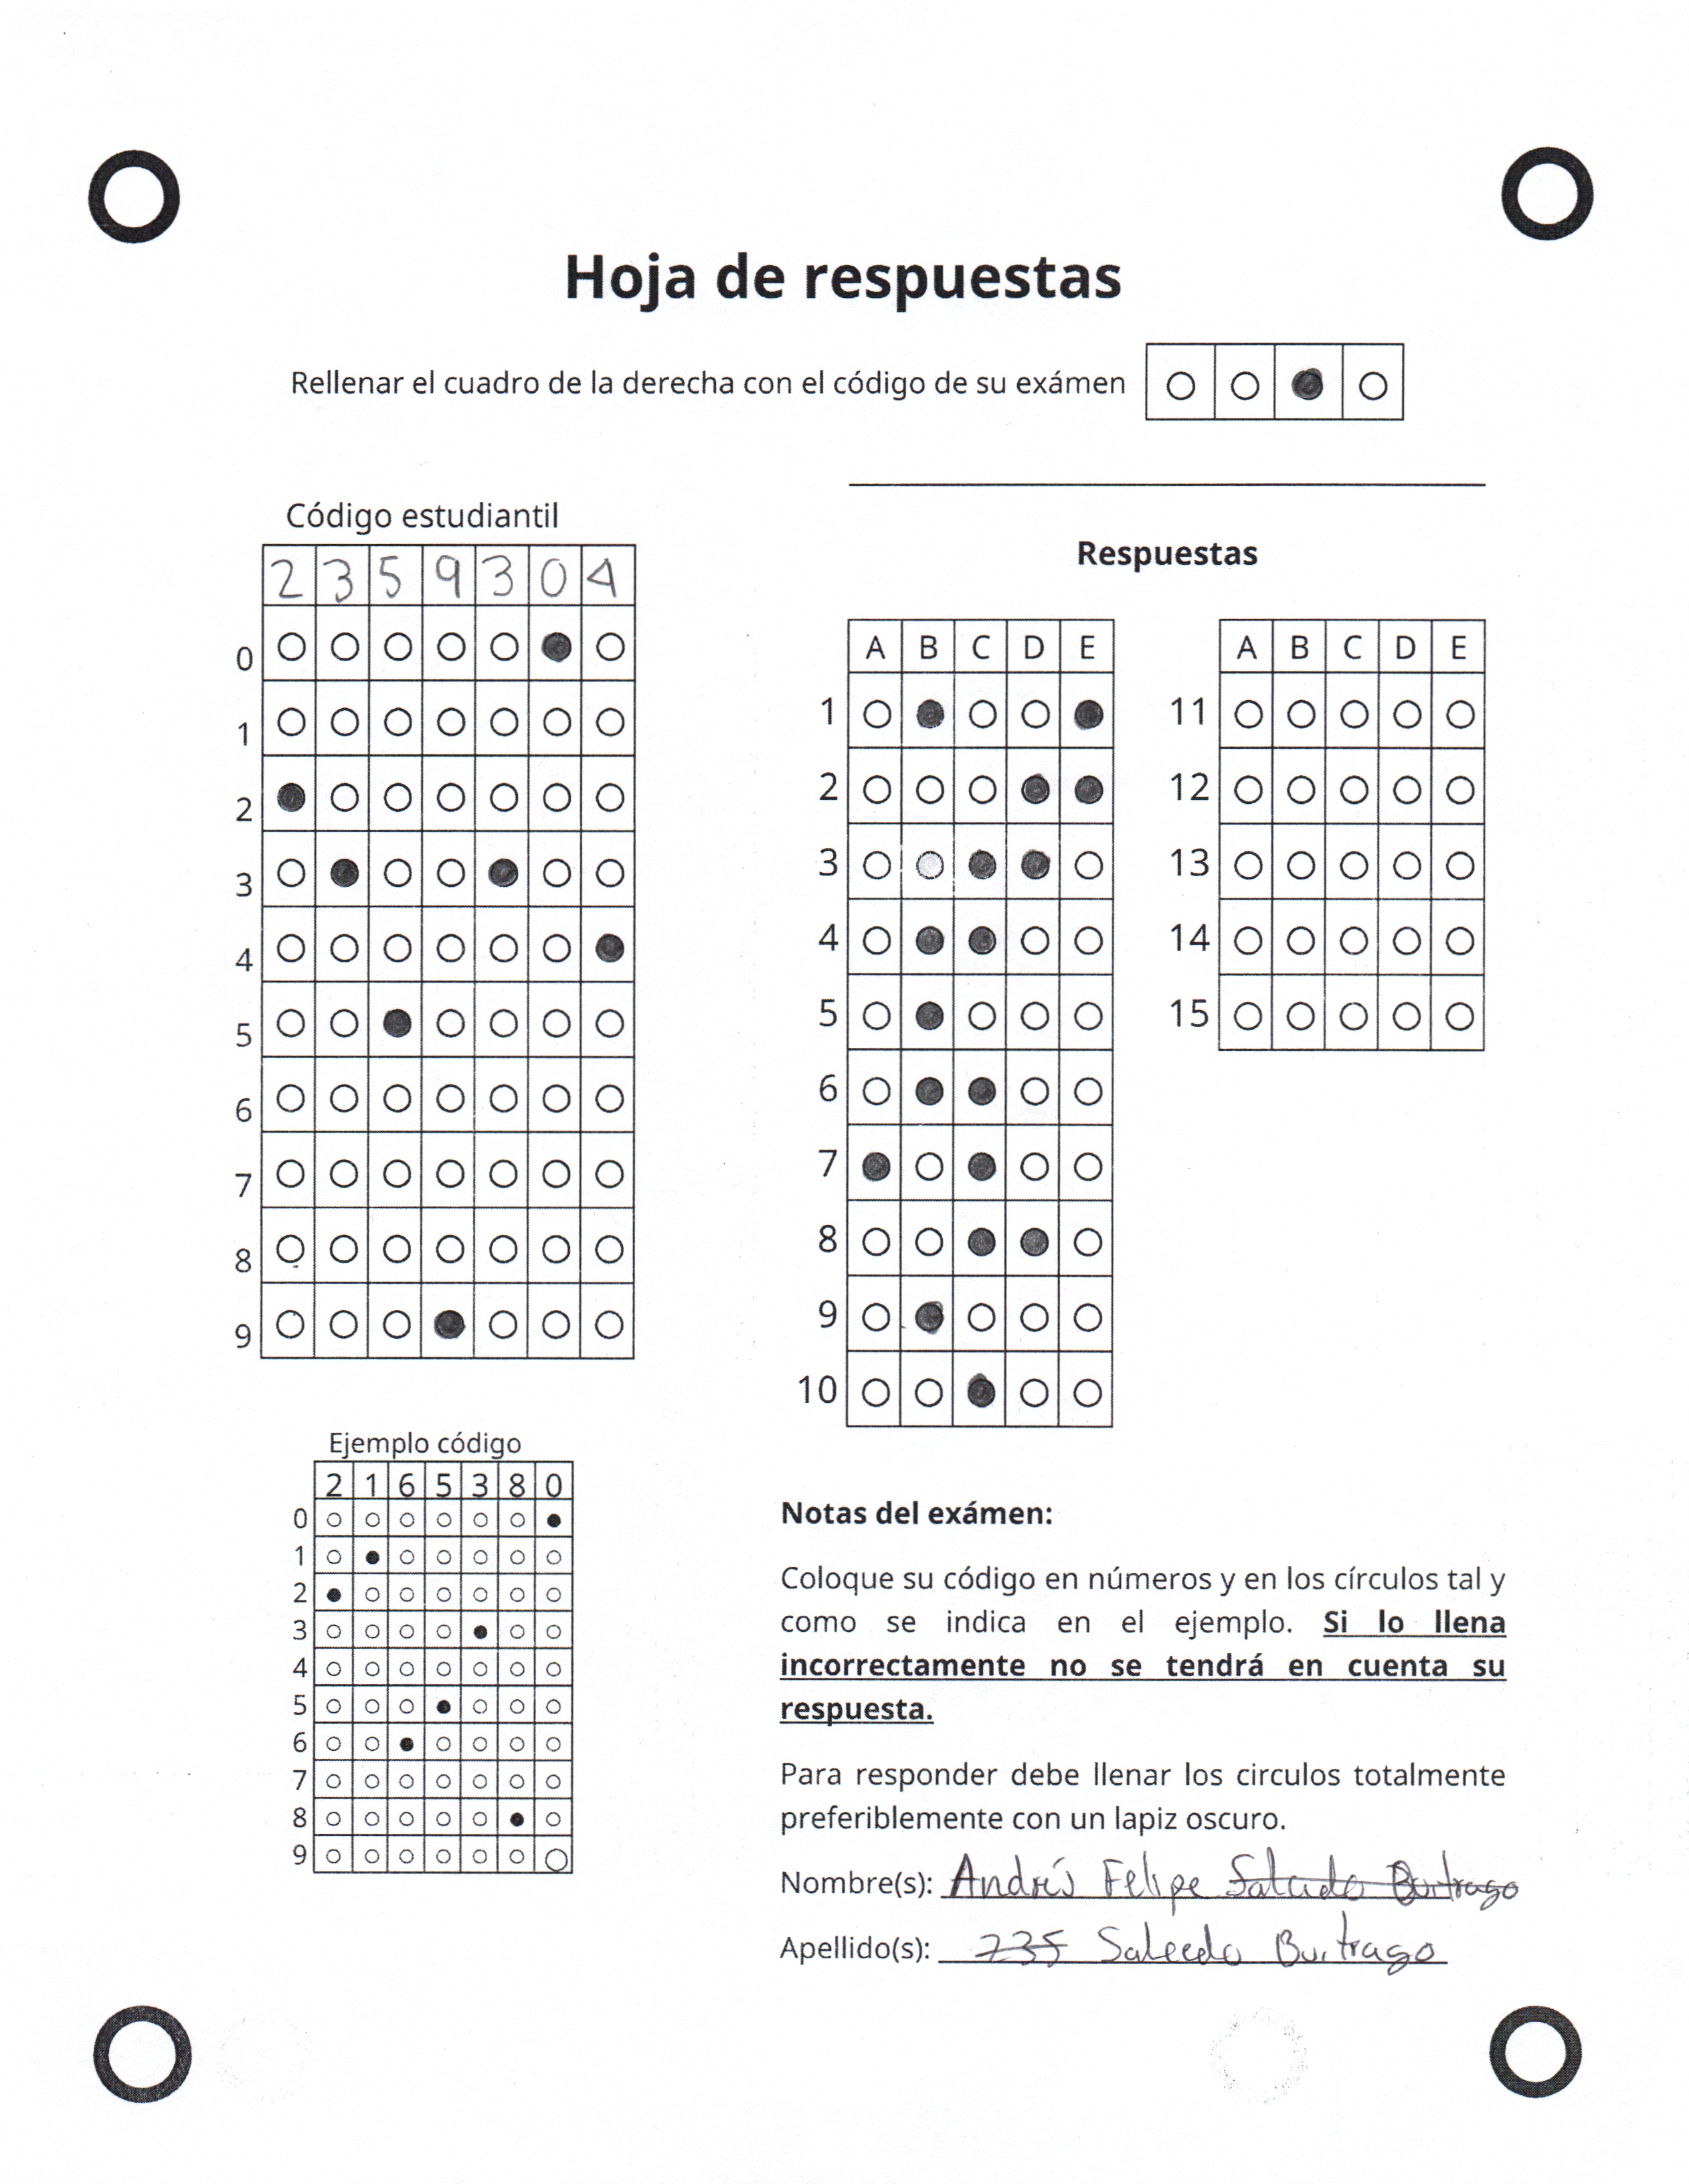 Hoja de respuestas
Rellenar el cuadro de la derecha con el código de su exámen
Código estudiantil
2 3 5 9 3 0 4
0
1
2
3
4
5
6
7
8
9
Respuestas
A B C D E
1
2
3
4
5
6
7
8
9
10
A B C D E
11
12
13
14
15
Ejemplo código
2 1 6 5 3 8 0
0
1
2
3
4
5
6
7
8
9
Notas del exámen:
Coloque su código en números y en los círculos tal y
como se indica en el ejemplo. Si lo llena
incorrectamente no se tendrá en cuenta su
respuesta.
Para responder debe llenar los circulos totalmente
preferiblemente con un lapiz oscuro.
Nombre(s): Andrés Felipe Salcedo Buitrago
Apellido(s): 235 Salcedo Buitrago